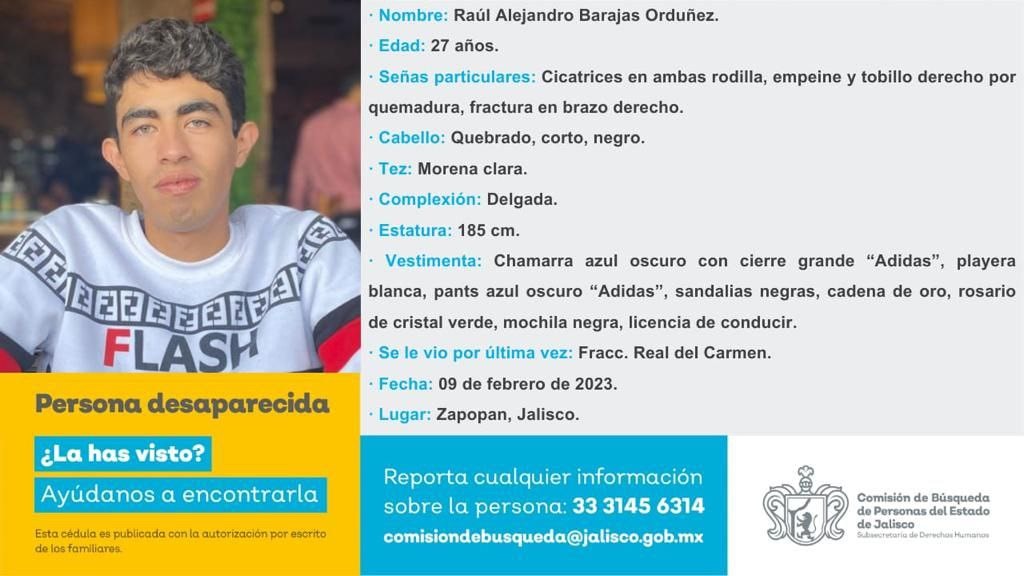 FLASH
Persona desaparecida
¿La has visto?
Ayúdanos a encontrarla
Esta cédula es publicada con la autorización por escrito
de los familiares.
· Nombre: Raúl Alejandro Barajas Orduñez.
· Edad: 27 años.
· Señas particulares: Cicatrices en ambas rodilla, empeine y tobillo derecho por
quemadura, fractura en brazo derecho.
· Cabello: Quebrado, corto, negro.
· Tez: Morena clara.
· Complexión: Delgada.
· Estatura: 185 cm.
· Vestimenta: Chamarra azul oscuro con cierre grande “Adidas”, playera
blanca, pants azul oscuro “Adidas”, sandalias negras, cadena de oro, rosario
de cristal verde, mochila negra, licencia de conducir.
· Se le vio por última vez: Fracc. Real del Carmen.
· Fecha: 09 de febrero de 2023.
· Lugar: Zapopan, Jalisco.
Reporta cualquier información
sobre la persona: 33 3145 6314
comisiondebusqueda@jalisco.gob.mx
Comisión de Búsqueda
de Personas del Estado
de Jalisco
Subsecretaría de Derechos Humanos